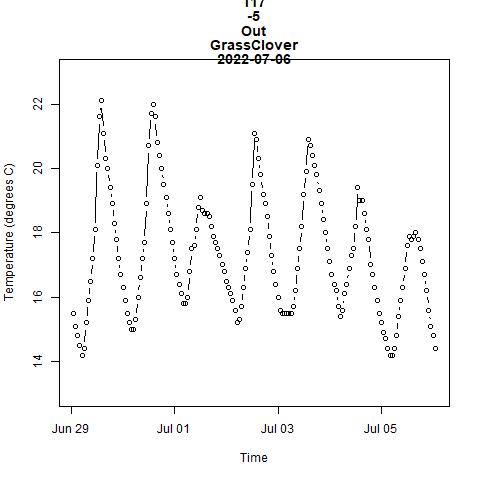 T17
-5
Out
GrassClover
2022-07-06
Temperature (degrees C)
22
20
18
16
14
Jun 29
Jul 01
Jul 03
Jul 05
Time